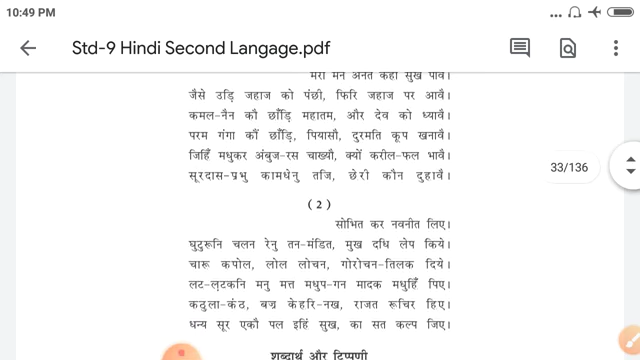 10:49 PM
Std-9 Hindi Second Langage.pdf
मेरो मन अनत कहाँ सुख पावै।
जैसे उड़ि जहाज को पंछी, फिरि जहाज पर आवै।
कमल-नैन कौ छाँड़ि महातम, और देव को ध्यावै।
परम गंगा कौं छाँड़ि, पियासौ, दुरमति कूप खनावै।
33/136
जिहिँ मधुकर अंबुज-रस चाख्यौ, क्यों करील-फल भावै।
सूरदास-प्रभु कामधेनु तजि, छेरी कौन दुहावै।
(2)
सोभित कर नवनीत लिए।
घुटुरूनि चलन रेनु तन-मंडित, मुख दधि लेप किये।
चारू कपोल, लोल लोचन, गोरोचन-तिलक दिये।
लट-लटकनि मनु मत्त मधुप-गन मादक मधुहिँ पिए।
कठुला-कंठ, बज्र केहरि-नख, राजत रूचिर हिए।
धन्य सूर एकौ पल इहिं सुख, का सत कल्प जिए।
शब्दार्थ और टिप्पणी